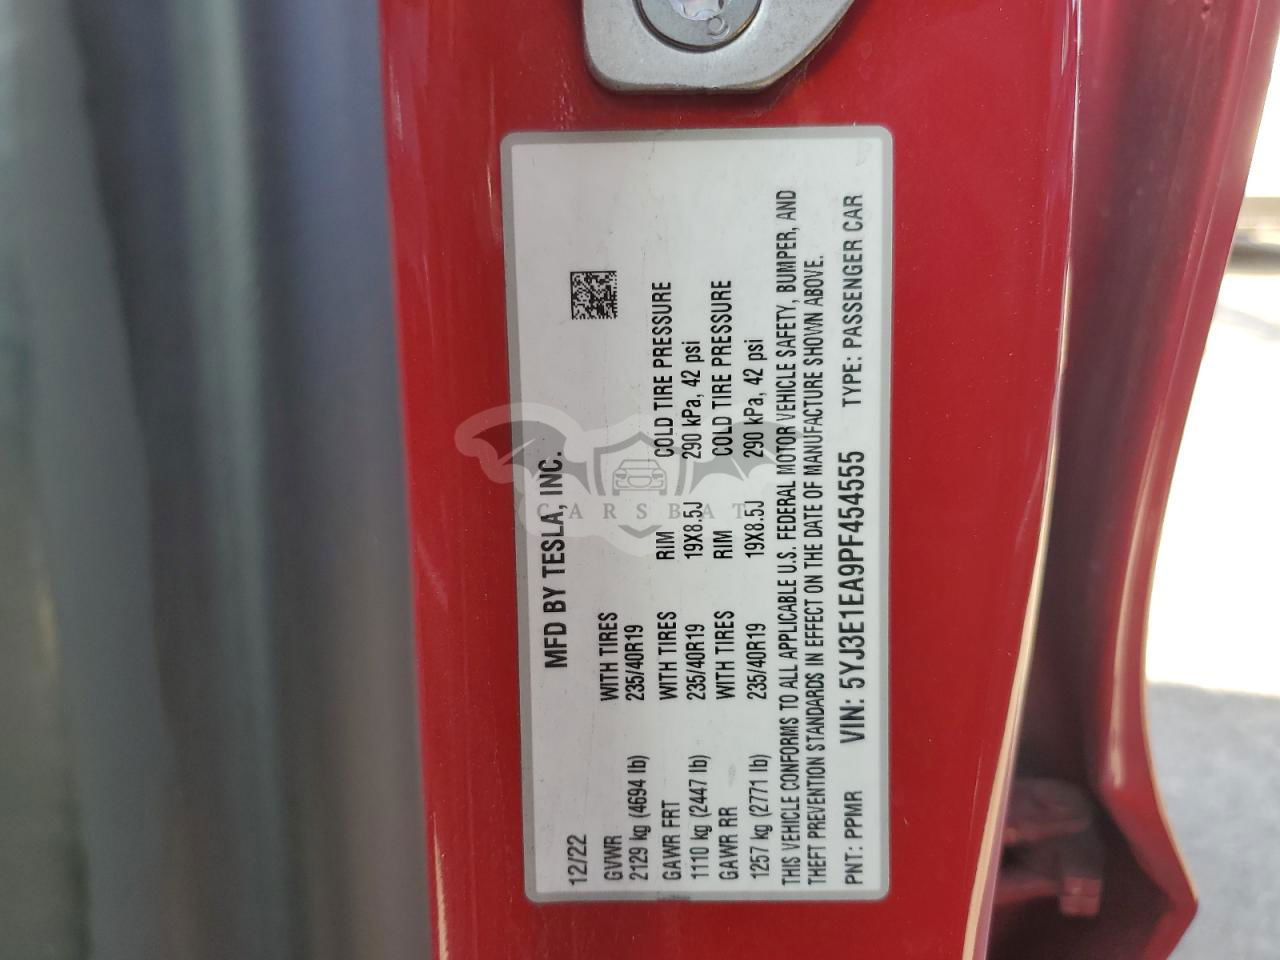 12/22 MFD BY TESLA, INC.
GVWR WITH TIRES
2129 kg (4694 lb) 235/40R19
GAWR FRT WITH TIRES RIM COLD TIRE PRESSURE
1110 kg (2447 lb) 235/40R19 19X8.5J 290 kPa, 42 psi
GAWR RR WITH TIRES RIM COLD TIRE PRESSURE
1257 kg (2771 lb) 235/40R19 19X8.5J 290 kPa, 42 psi
THIS VEHICLE CONFORMS TO ALL APPLICABLE U.S. FEDERAL MOTOR VEHICLE SAFETY, BUMPER, AND
THEFT PREVENTION STANDARDS IN EFFECT ON THE DATE OF MANUFACTURE SHOWN ABOVE.
PNT: PPMR VIN: 5YJ3E1EA9PF454555 TYPE: PASSENGER CAR
CARSBAT